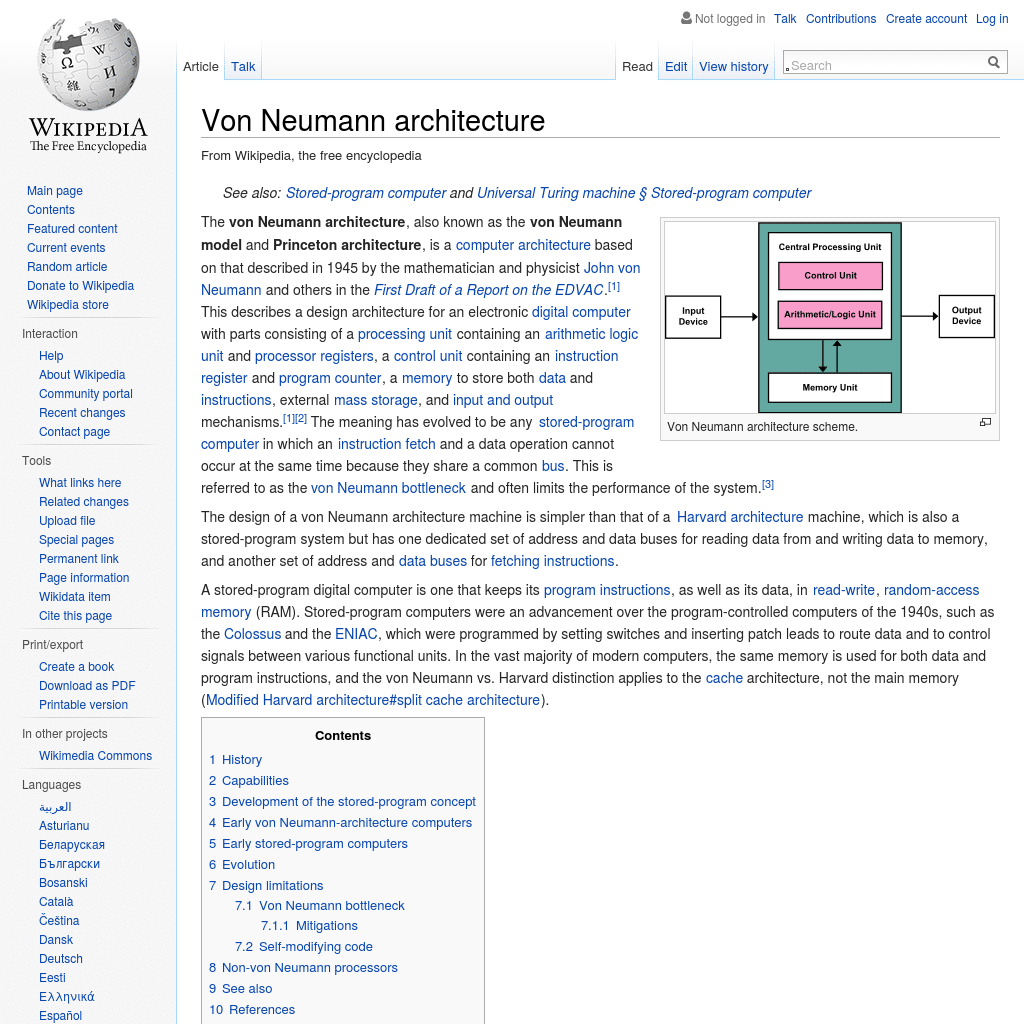 Not logged in Talk Contributions Create account Log in
Article Talk Read Edit View history Search
WIKIPEDIA
The Free Encyclopedia
Main page
Contents
Featured content
Current events
Random article
Donate to Wikipedia
Wikipedia store
Interaction
Help
About Wikipedia
Community portal
Recent changes
Contact page
Tools
What links here
Related changes
Upload file
Special pages
Permanent link
Page information
Wikidata item
Cite this page
Print/export
Create a book
Download as PDF
Printable version
In other projects
Wikimedia Commons
Languages
العربية
Asturianu
Беларуская
Български
Bosanski
Català
Čeština
Dansk
Deutsch
Eesti
Ελληνικά
Español
Von Neumann architecture
From Wikipedia, the free encyclopedia
See also: Stored-program computer and Universal Turing machine § Stored-program computer
The von Neumann architecture, also known as the von Neumann
model and Princeton architecture, is a computer architecture based
on that described in 1945 by the mathematician and physicist John von
Neumann and others in the First Draft of a Report on the EDVAC.[1]
This describes a design architecture for an electronic digital computer
with parts consisting of a processing unit containing an arithmetic logic
unit and processor registers, a control unit containing an instruction
register and program counter, a memory to store both data and
instructions, external mass storage, and input and output
mechanisms.[1][2] The meaning has evolved to be any stored-program
computer in which an instruction fetch and a data operation cannot
occur at the same time because they share a common bus. This is
referred to as the von Neumann bottleneck and often limits the performance of the system.[3]
Central Processing Unit
Control Unit
Arithmetic/Logic Unit
Input
Device
Output
Device
Memory Unit
Von Neumann architecture scheme.
The design of a von Neumann architecture machine is simpler than that of a Harvard architecture machine, which is also a
stored-program system but has one dedicated set of address and data buses for reading data from and writing data to memory,
and another set of address and data buses for fetching instructions.
A stored-program digital computer is one that keeps its program instructions, as well as its data, in read-write, random-access
memory (RAM). Stored-program computers were an advancement over the program-controlled computers of the 1940s, such as
the Colossus and the ENIAC, which were programmed by setting switches and inserting patch leads to route data and to control
signals between various functional units. In the vast majority of modern computers, the same memory is used for both data and
program instructions, and the von Neumann vs. Harvard distinction applies to the cache architecture, not the main memory
(Modified Harvard architecture#split cache architecture).
Contents
1 History
2 Capabilities
3 Development of the stored-program concept
4 Early von Neumann-architecture computers
5 Early stored-program computers
6 Evolution
7 Design limitations
7.1 Von Neumann bottleneck
7.1.1 Mitigations
7.2 Self-modifying code
8 Non-von Neumann processors
9 See also
10 References